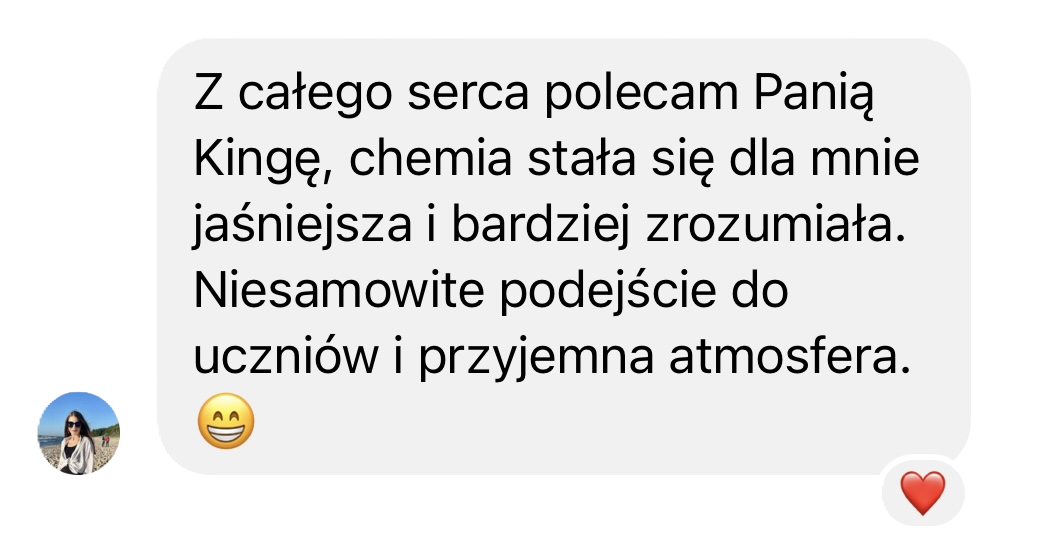 Z całego serca polecam Panią
Kingę, chemia stała się dla mnie
jaśniejsza i bardziej zrozumiała.
Niesamowite podejście do
uczniów i przyjemna atmosfera.
😁
❤️